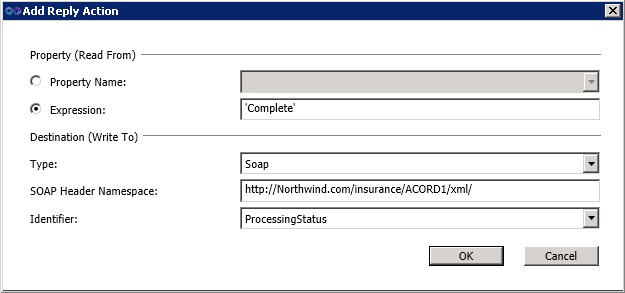 Add Reply Action
Property (Read From)
Property Name:
Expression: 'Complete'
Destination (Write To)
Type: Soap
SOAP Header Namespace: http://Northwind.com/insurance/ACORD1/xml/
Identifier: ProcessingStatus
OK Cancel